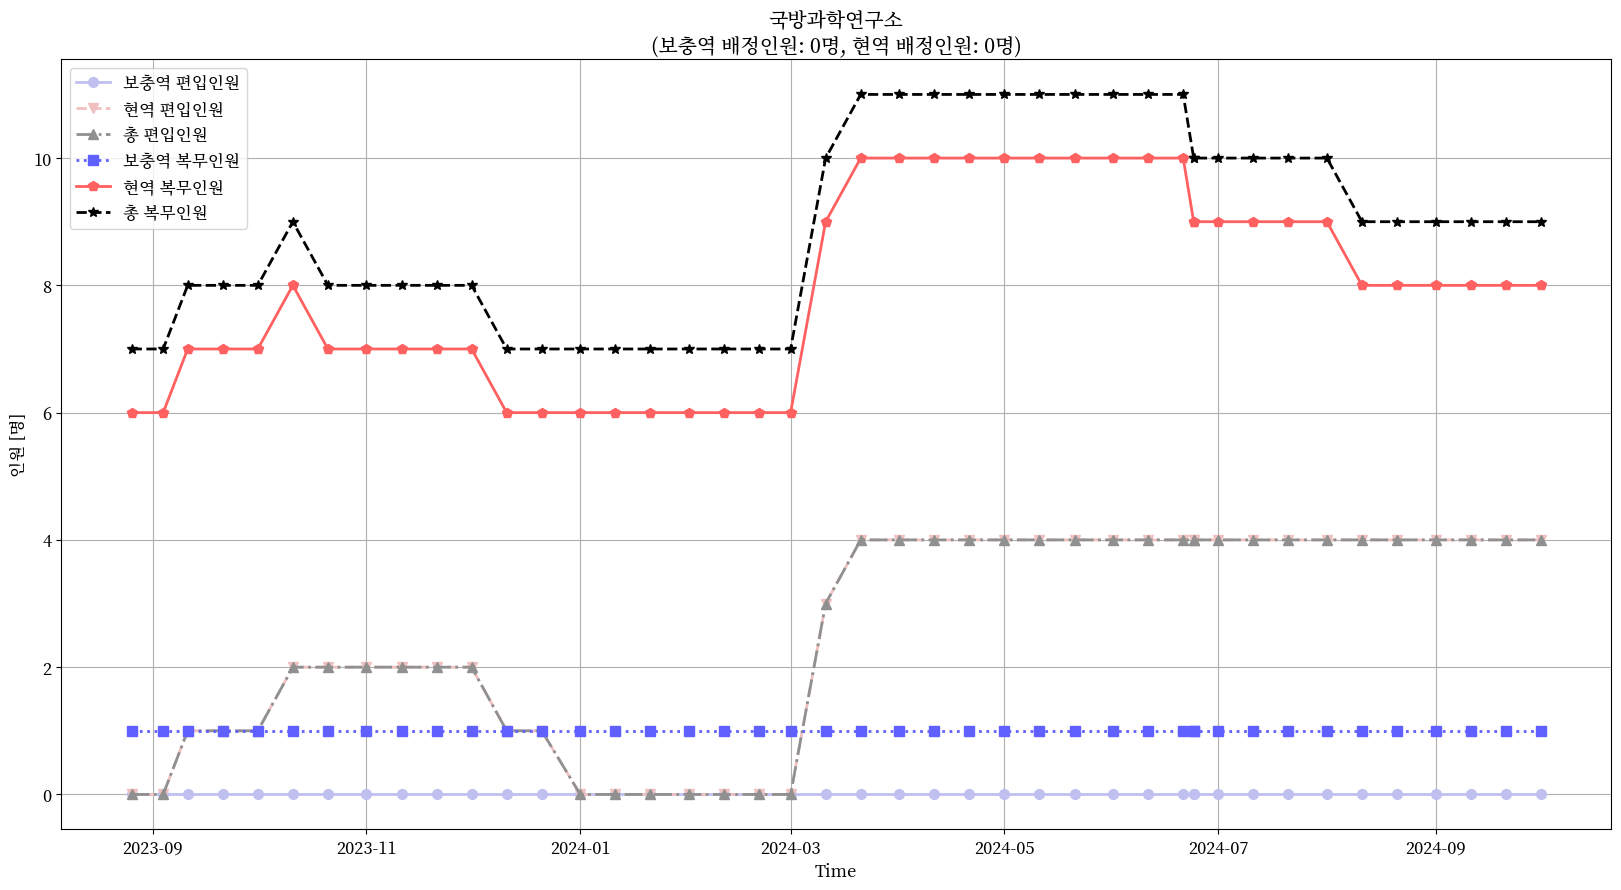 국방과학연구소
(보충역 배정인원: 0명, 현역 배정인원: 0명)
보충역 편입인원
현역 편입인원
총 편입인원
보충역 복무인원
현역 복무인원
총 복무인원
인원 [명]
10
8
6
4
2
0
2023-09
2023-11
2024-01
2024-03
2024-05
2024-07
2024-09
Time